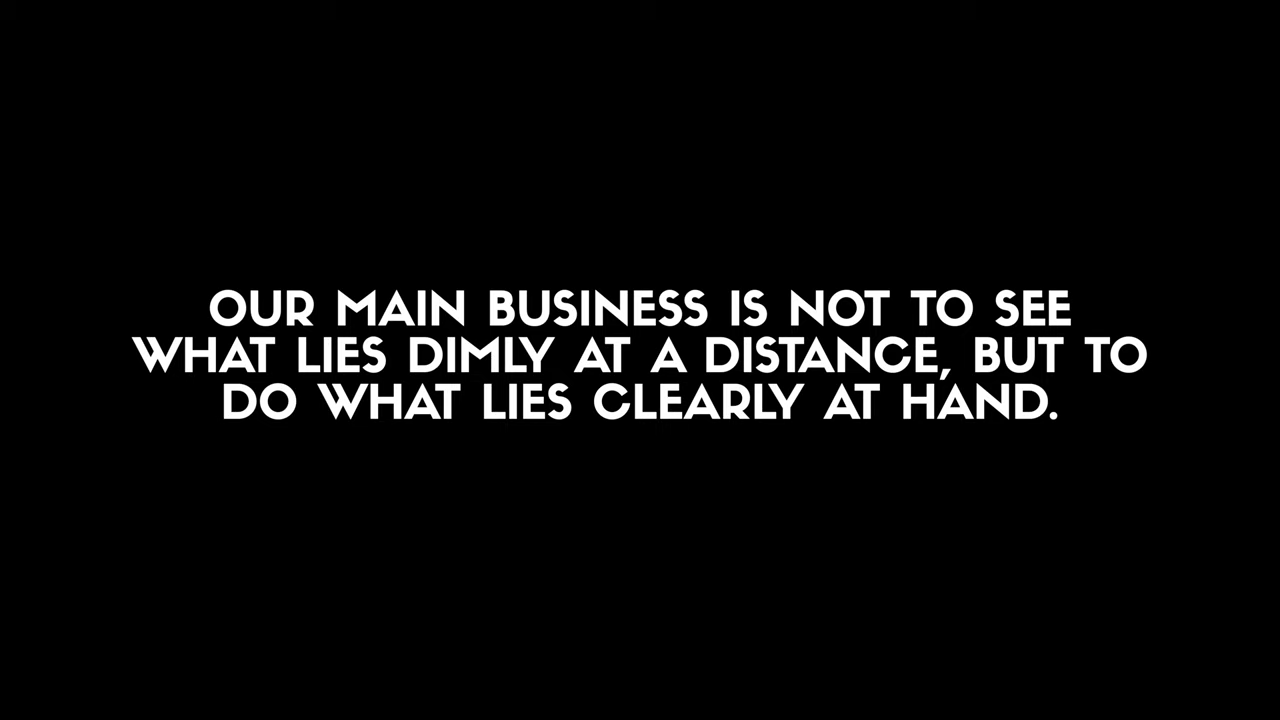 OUR MAIN BUSINESS IS NOT TO SEE
WHAT LIES DIMLY AT A DISTANCE, BUT TO
DO WHAT LIES CLEARLY AT HAND.